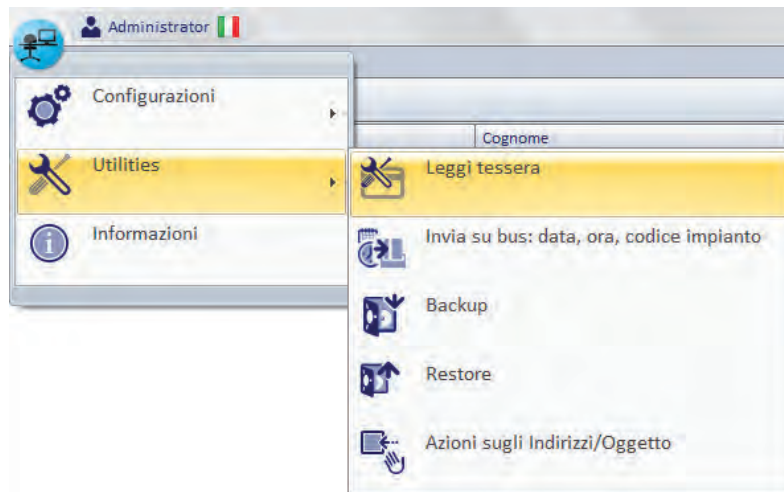 Administrator
Configurazioni
Cognome
Utilities
Leggi tessera
Informazioni
Invia su bus: data, ora, codice impianto
Backup
Restore
Azioni sugli Indirizzi/Oggetto